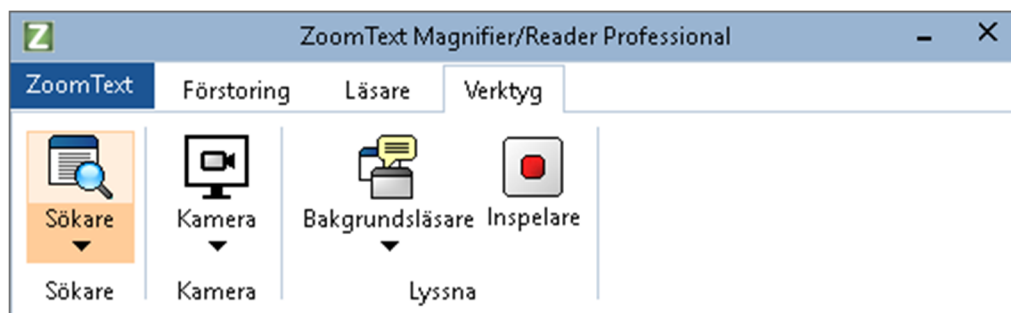 Z ZoomText Magnifier/Reader Professional
ZoomText Förstoring Läsare Verktyg
Sökare Kamera Bakgrundsläsare Inspelare
Sökare Kamera Lyssna